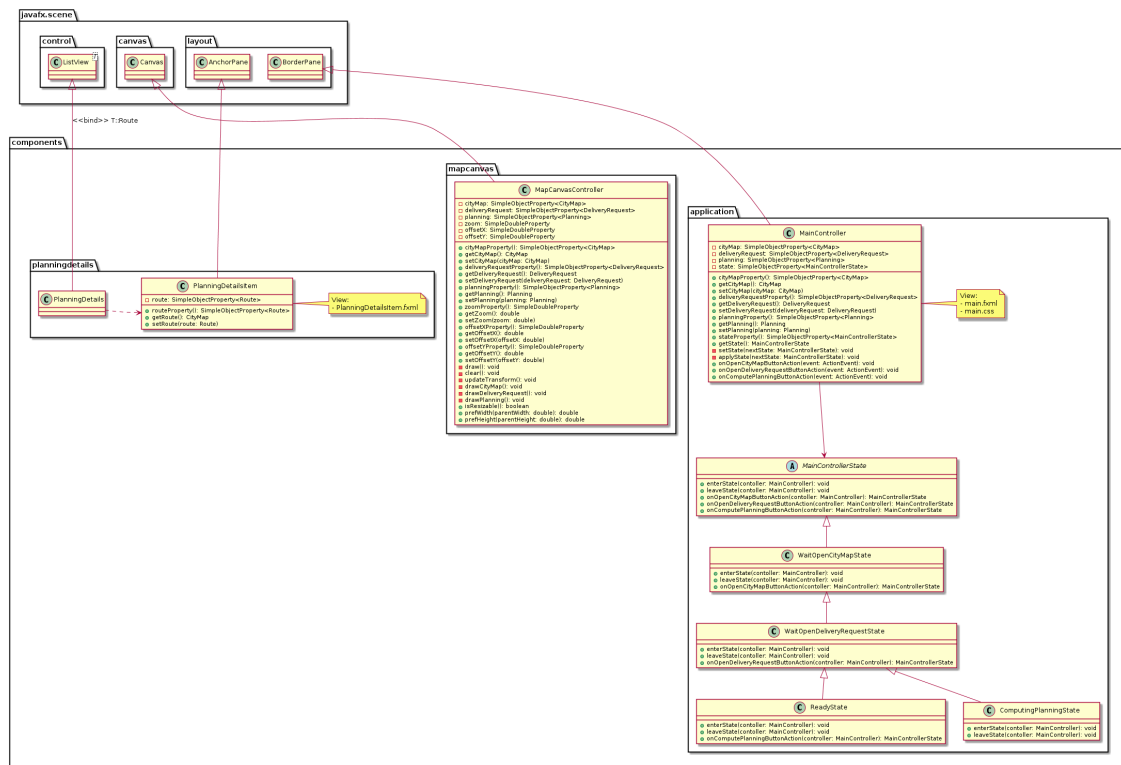 javafx.scene
control
canvas
layout
C ListView T
C Canvas
C AnchorPane
C BorderPane
<<bind>> T::Route
components
mapcanvas
C MapCanvasController
cityMap: SimpleObjectProperty<CityMap>
deliveryRequest: SimpleObjectProperty<DeliveryRequest>
planning: SimpleObjectProperty<Planning>
zoom: SimpleDoubleProperty
offsetX: SimpleDoubleProperty
offsetY: SimpleDoubleProperty
cityMapProperty(): SimpleObjectProperty<CityMap>
getCityMap(): CityMap
setCityMap(cityMap: CityMap)
deliveryRequestProperty(): SimpleObjectProperty<DeliveryRequest>
getDeliveryRequest(): DeliveryRequest
setDeliveryRequest(deliveryRequest: DeliveryRequest)
planningProperty(): SimpleObjectProperty<Planning>
getPlanning(): Planning
setPlanning(planning: Planning)
zoomProperty(): SimpleDoubleProperty
getZoom(): double
setZoom(zoom: double)
offsetXProperty(): SimpleDoubleProperty
getOffsetX(): double
setOffsetX(offsetX: double)
offsetYProperty(): SimpleDoubleProperty
getOffsetY(): double
setOffsetY(offsetY: double)
draw(): void
clear(): void
updateTransform(): void
drawCityMap(): void
drawDeliveryRequest(): void
drawPlanning(): void
isResizable(): boolean
prefWidth(parentWidth: double): double
prefHeight(parentHeight: double): double
planningdetails
C PlanningDetails
C PlanningDetailsItem
route: SimpleObjectProperty<Route>
routeProperty(): SimpleObjectProperty<Route>
getRoute(): CityMap
setRoute(route: Route)
View:
- PlanningDetailsItem.fxml
application
C MainController
cityMap: SimpleObjectProperty<CityMap>
deliveryRequest: SimpleObjectProperty<DeliveryRequest>
planning: SimpleObjectProperty<Planning>
state: SimpleObjectProperty<MainControllerState>
cityMapProperty(): SimpleObjectProperty<CityMap>
getCityMap(): CityMap
setCityMap(cityMap: CityMap)
deliveryRequestProperty(): SimpleObjectProperty<DeliveryRequest>
getDeliveryRequest(): DeliveryRequest
setDeliveryRequest(deliveryRequest: DeliveryRequest)
planningProperty(): SimpleObjectProperty<Planning>
getPlanning(): Planning
setPlanning(planning: Planning)
stateProperty(): SimpleObjectProperty<MainControllerState>
getState(): MainControllerState
setState(nextState: MainControllerState): void
applyState(nextState: MainControllerState): void
onOpenCityMapButtonAction(event: ActionEvent): void
onOpenDeliveryRequestButtonAction(event: ActionEvent): void
onComputePlanningButtonAction(event: ActionEvent): void
View:
- main.fxml
- main.css
A MainControllerState
enterState(contoller: MainController): void
leaveState(contoller: MainController): void
onOpenCityMapButtonAction(contoller: MainController): MainControllerState
onOpenDeliveryRequestButtonAction(controller: MainController): MainControllerState
onComputePlanningButtonAction(controller: MainController): MainControllerState
C WaitOpenCityMapState
enterState(contoller: MainController): void
leaveState(contoller: MainController): void
onOpenCityMapButtonAction(contoller: MainController): MainControllerState
C WaitOpenDeliveryRequestState
enterState(contoller: MainController): void
leaveState(contoller: MainController): void
onOpenDeliveryRequestButtonAction(controller: MainController): MainControllerState
C ReadyState
enterState(contoller: MainController): void
leaveState(contoller: MainController): void
onComputePlanningButtonAction(controller: MainController): MainControllerState
C ComputingPlanningState
enterState(contoller: MainController): void
leaveState(contoller: MainController): void